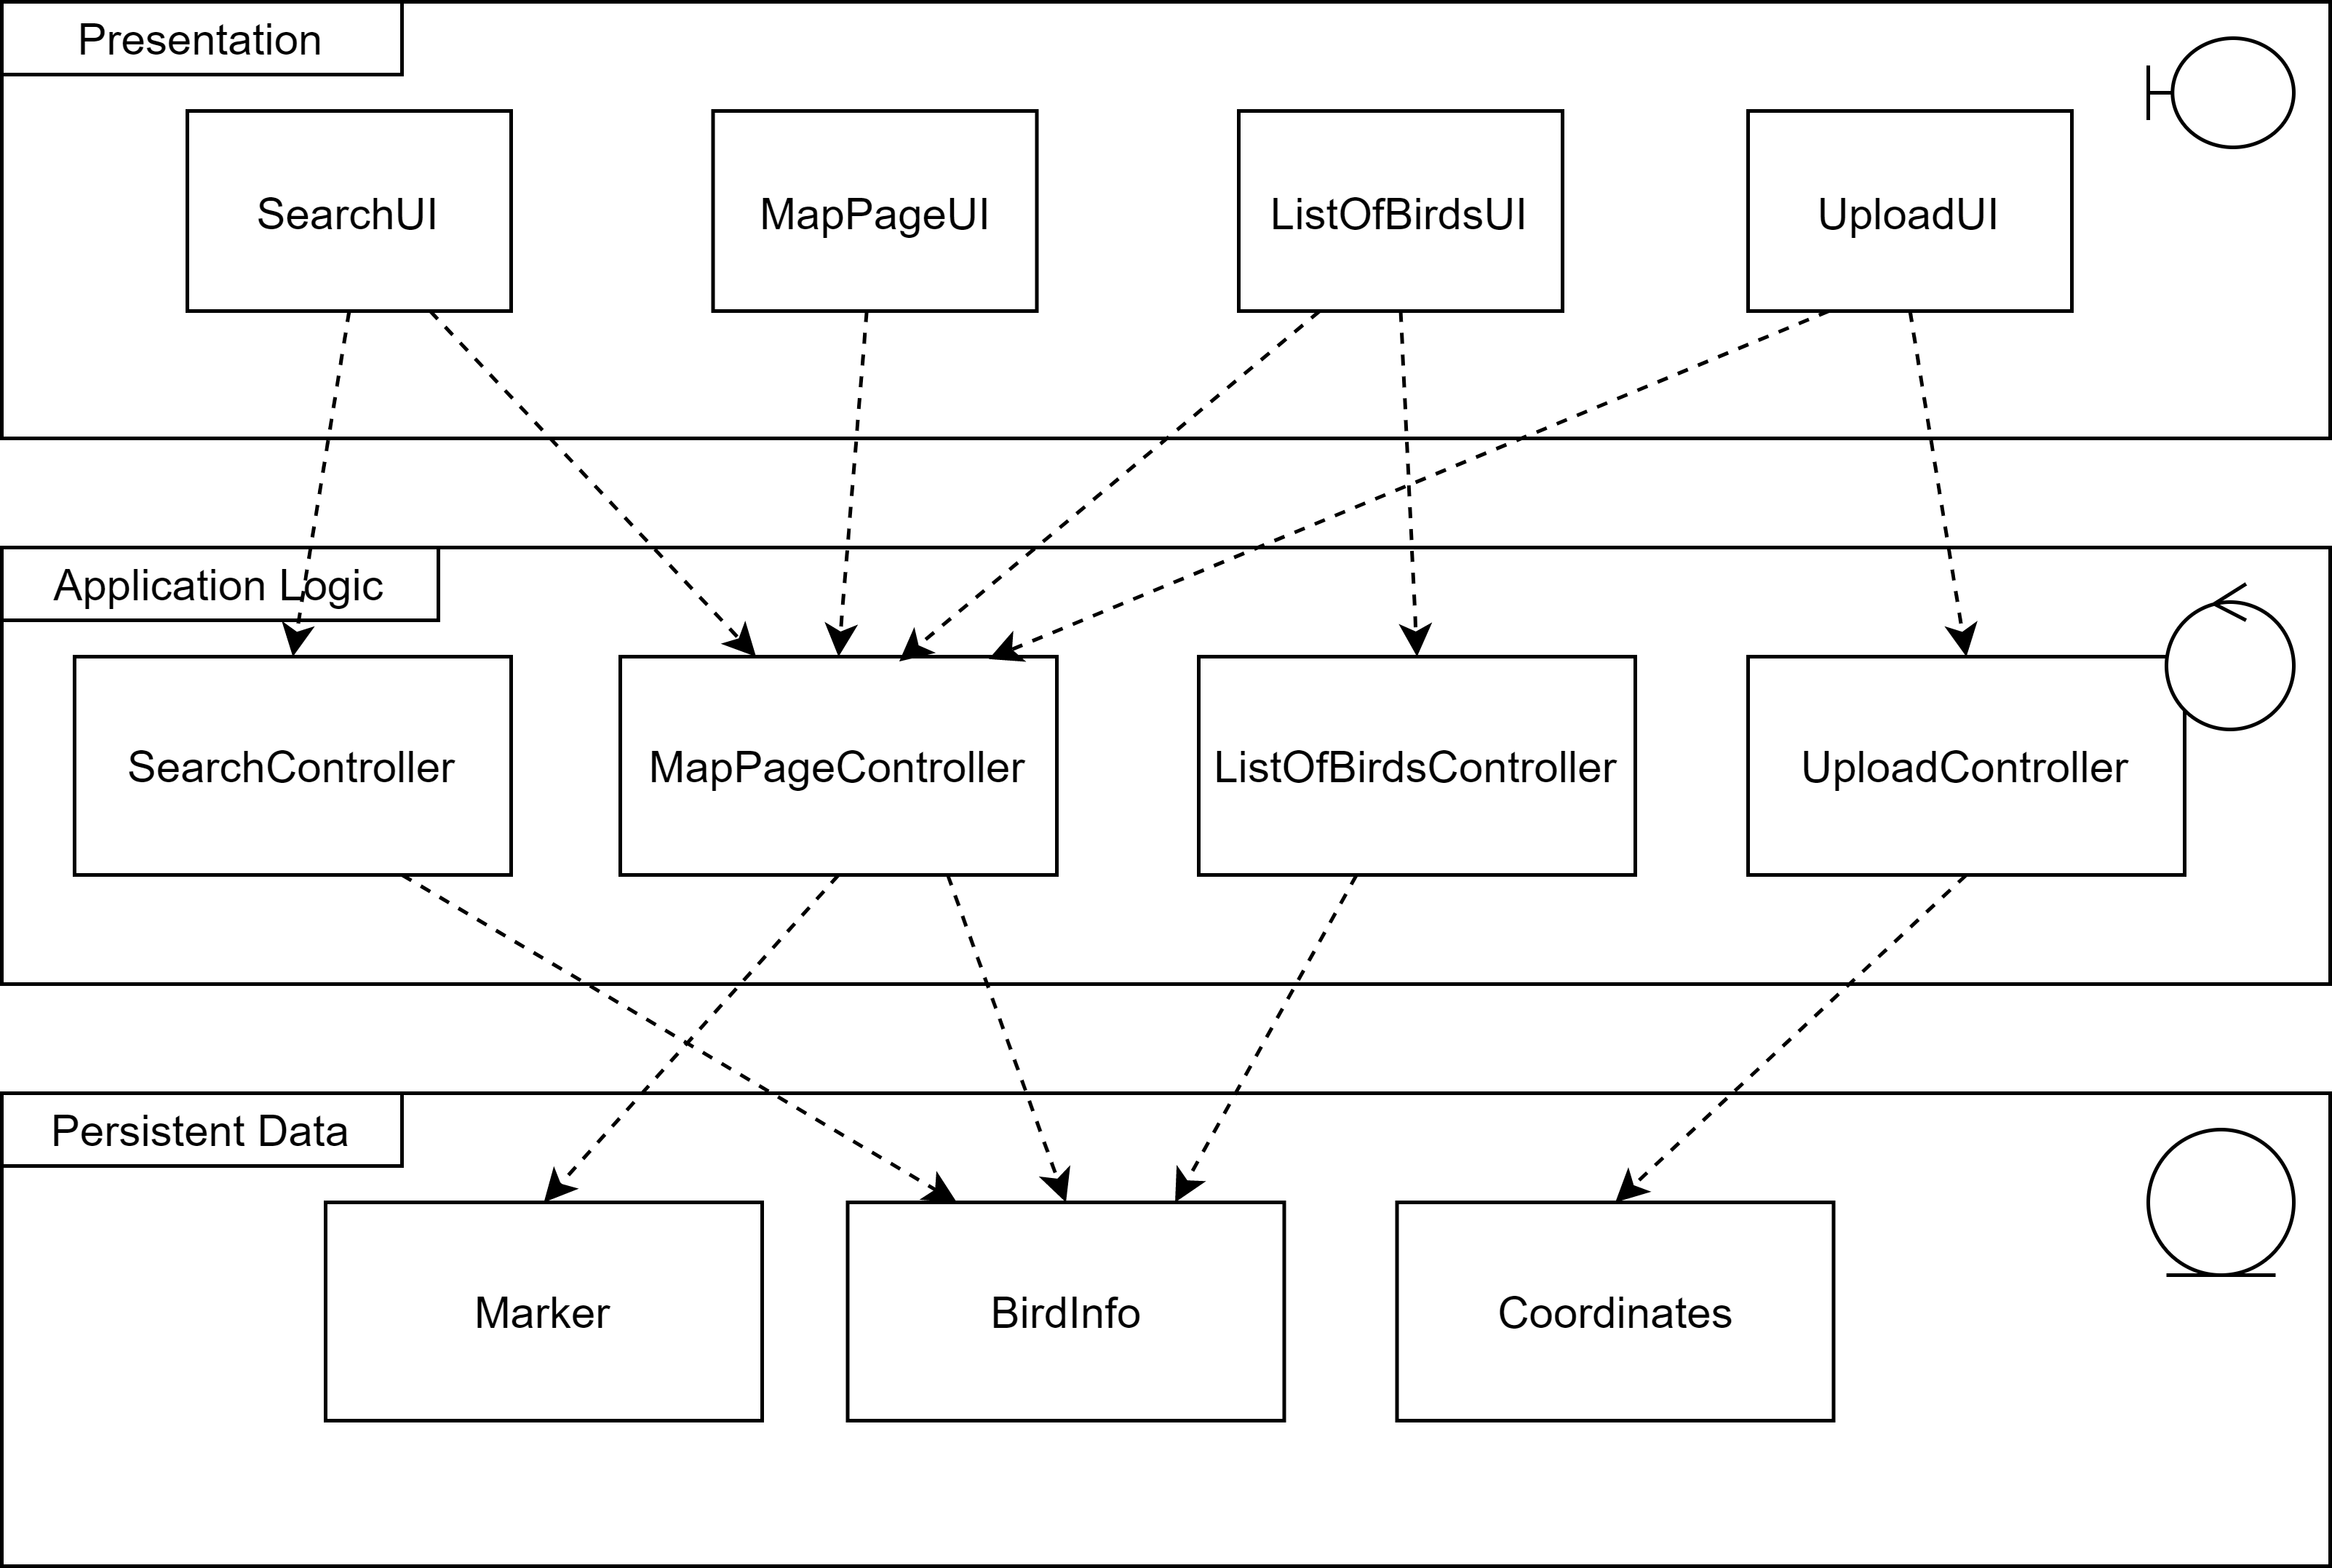 Presentation
SearchUI
MapPageUI
ListOfBirdsUI
UploadUI
Application Logic
SearchController
MapPageController
ListOfBirdsController
UploadController
Persistent Data
Marker
BirdInfo
Coordinates